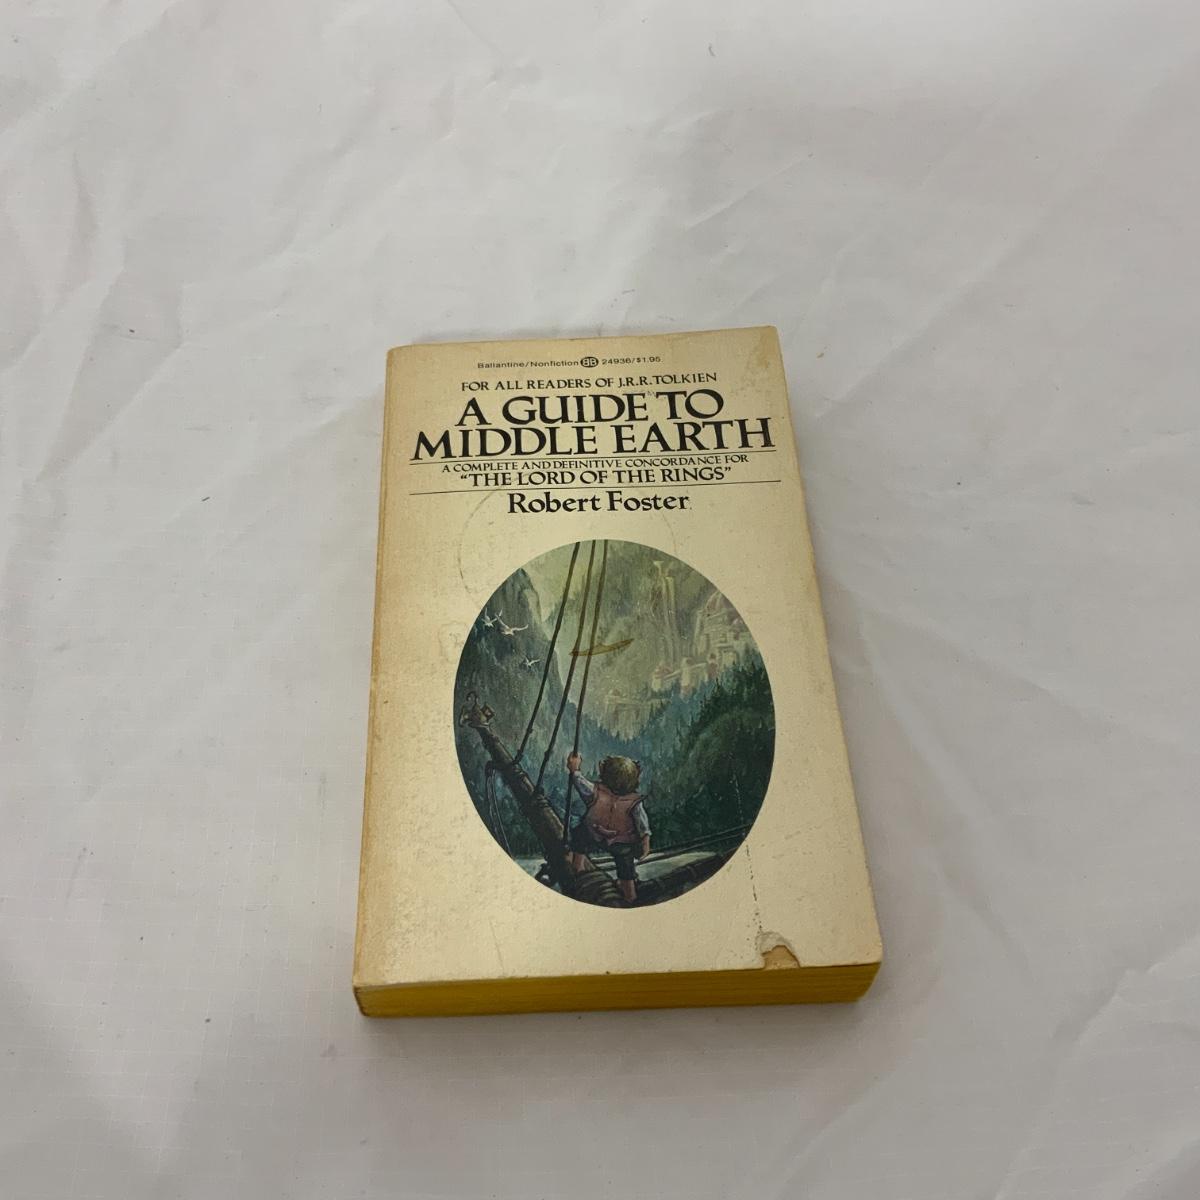 Ballantine/Nonfiction BB 24936/$1.95
FOR ALL READERS OF J.R.R. TOLKIEN
A GUIDE TO
MIDDLE EARTH
A COMPLETE AND DEFINITIVE CONCORDANCE FOR
"THE LORD OF THE RINGS"
Robert Foster